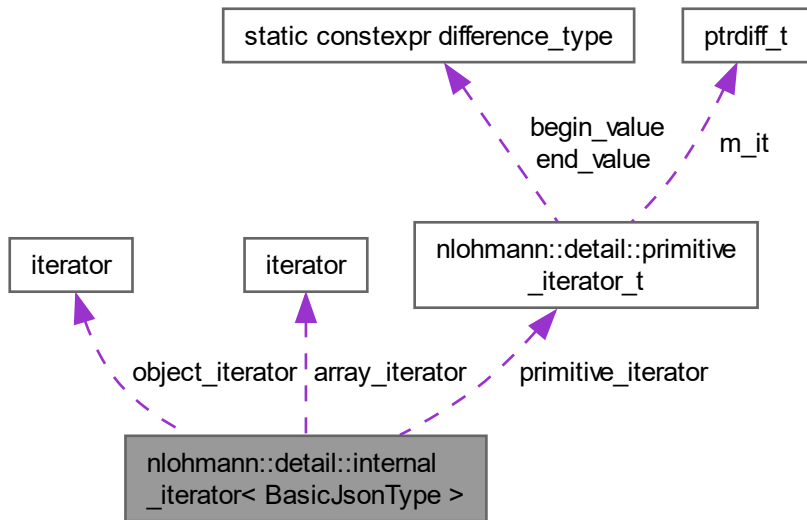 static constexpr difference_type
ptrdiff_t
begin_value
end_value
m_it
iterator
iterator
nlohmann::detail::primitive
_iterator_t
object_iterator
array_iterator
primitive_iterator
nlohmann::detail::internal
_iterator< BasicJsonType >